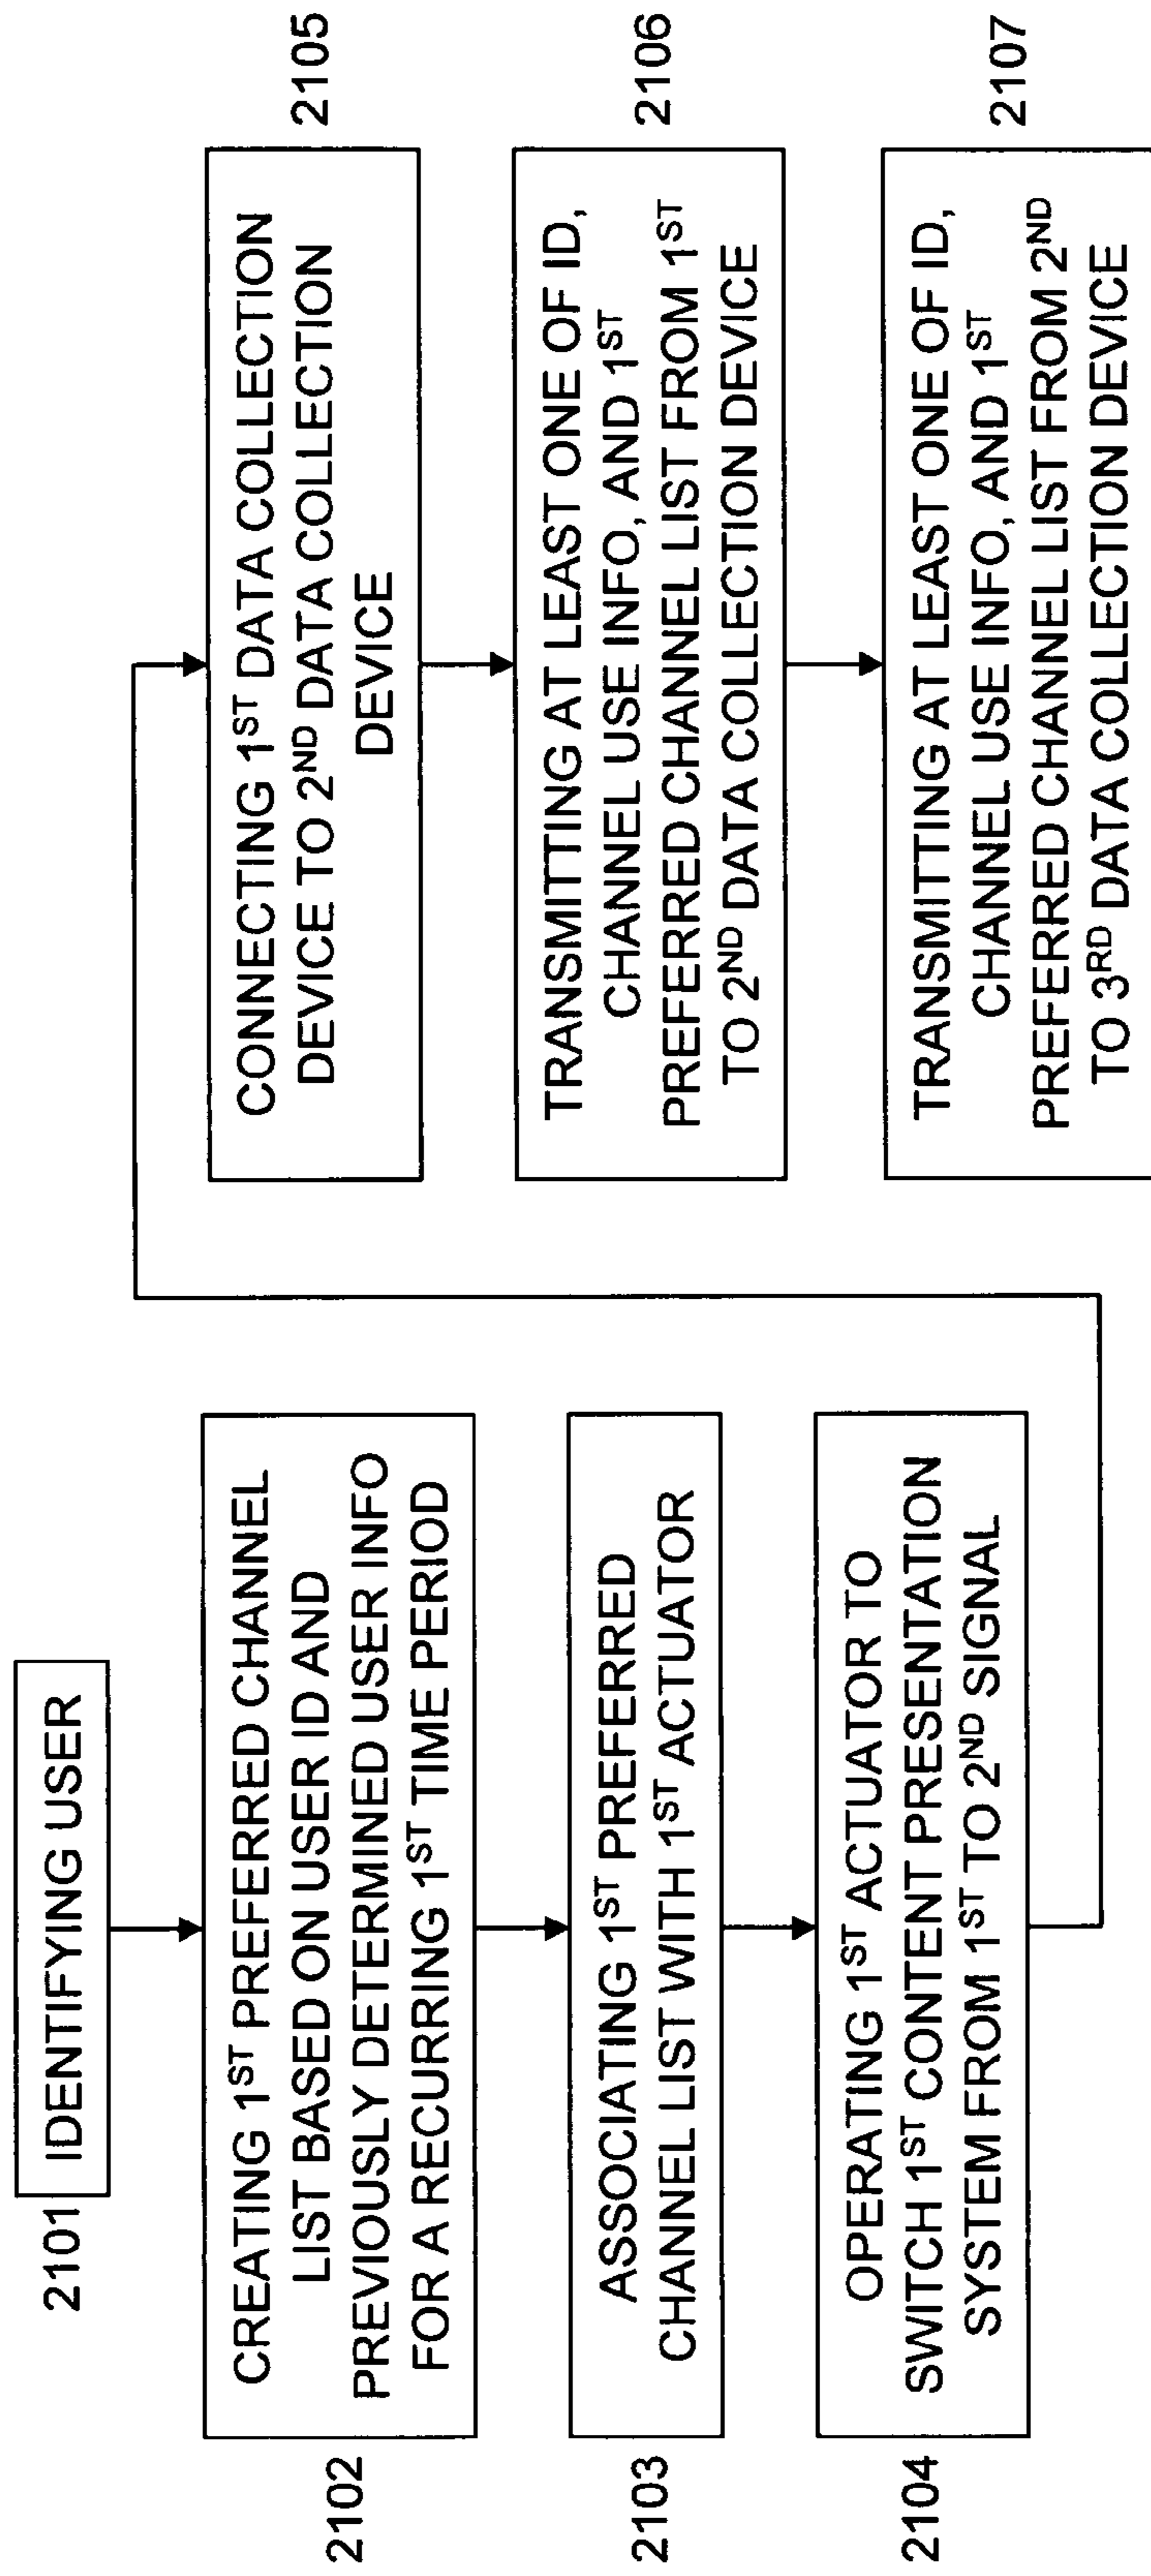 2101
IDENTIFYING USER
2102
CREATING 1ST PREFERRED CHANNEL
LIST BASED ON USER ID AND
PREVIOUSLY DETERMINED USER INFO
FOR A RECURRING 1ST TIME PERIOD
2103
ASSOCIATING 1ST PREFERRED
CHANNEL LIST WITH 1ST ACTUATOR
2104
OPERATING 1ST ACTUATOR TO
SWITCH 1ST CONTENT PRESENTATION
SYSTEM FROM 1ST TO 2ND SIGNAL
CONNECTING 1ST DATA COLLECTION
DEVICE TO 2ND DATA COLLECTION
DEVICE
2105
TRANSMITTING AT LEAST ONE OF ID,
CHANNEL USE INFO, AND 1ST
PREFERRED CHANNEL LIST FROM 1ST
TO 2ND DATA COLLECTION DEVICE
2106
TRANSMITTING AT LEAST ONE OF ID,
CHANNEL USE INFO, AND 1ST
PREFERRED CHANNEL LIST FROM 2ND
TO 3RD DATA COLLECTION DEVICE
2107